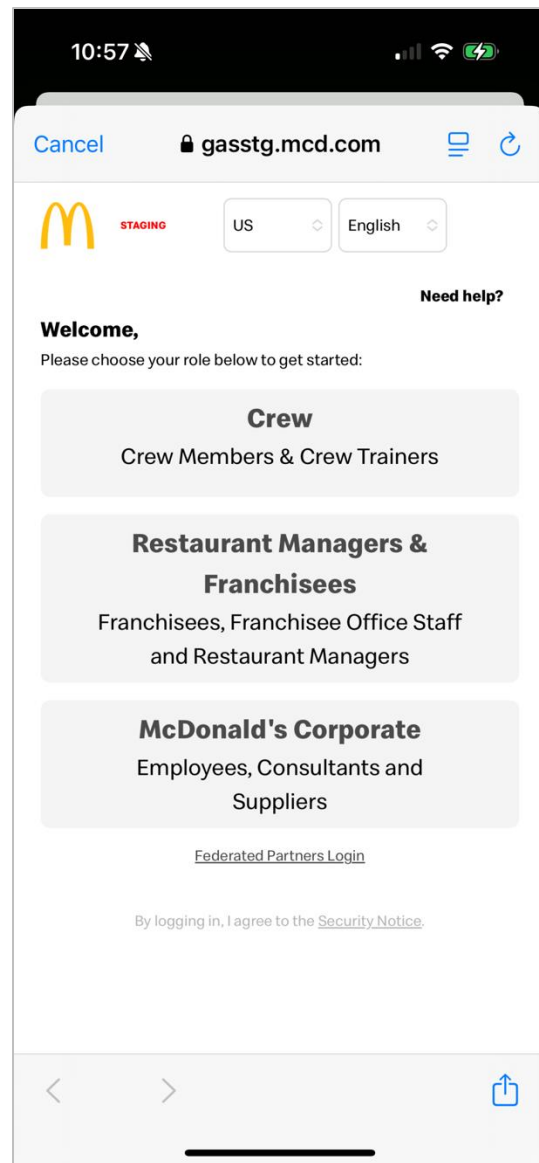 10:57
Cancel gasstg.mcd.com
STAGING US English
Need help?
Welcome,
Please choose your role below to get started:
Crew
Crew Members & Crew Trainers
Restaurant Managers &
Franchisees
Franchisees, Franchisee Office Staff
and Restaurant Managers
McDonald's Corporate
Employees, Consultants and
Suppliers
Federated Partners Login
By logging in, I agree to the Security Notice.